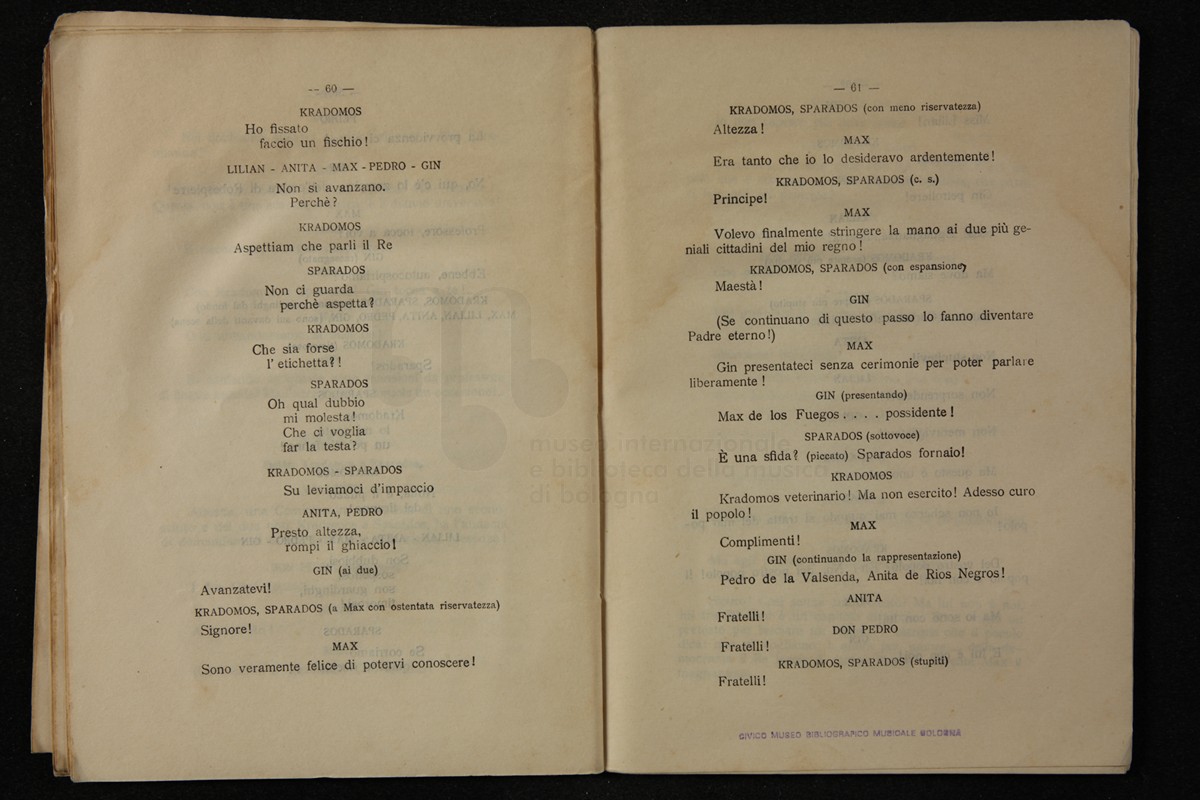 -- 60 —
KRADOMOS
Ho fissato
faccio un fischio!
LILIAN - ANITA - MAX - PEDRO - GIN
Non si avanzano.
Perchè?
KRADOMOS
Aspettiam che parli il Re
SPARADOS
Non ci guarda
perchè aspetta?
KRADOMOS
Che sia forse
l' etichetta?!
SPARADOS
Oh qual dubbio
mi molesta!
Che ci voglia
far la testa?
KRADOMOS - SPARADOS
Su leviamoci d'impaccio
ANITA, PEDRO
Presto altezza,
rompi il ghiaccio!
GIN (ai due)
Avanzatevi!
KRADOMOS, SPARADOS (a Max con ostentata riservatezza)
Signore!
MAX
Sono veramente felice di potervi conoscere!
— 61 —
KRADOMOS, SPARADOS (con meno riservatezza)
Altezza!
MAX
Era tanto che io lo desideravo ardentemente!
KRADOMOS, SPARADOS (c. s.)
Principe!
MAX
Volevo finalmente stringere la mano ai due più ge-
niali cittadini del mio regno!
KRADOMOS, SPARADOS (con espansione)
Maestà!
GIN
(Se continuano di questo passo lo fanno diventare
Padre eterno!)
MAX
Gin presentateci senza cerimonie per poter parlare
liberamente!
GIN (presentando)
Max de los Fuegos . . . . possidente!
SPARADOS (sottovoce)
È una sfida? (piccato) Sparados fornaio!
KRADOMOS
Kradomos veterinario! Ma non esercito! Adesso curo
il popolo!
MAX
Complimenti!
GIN (continuando la rappresentazione)
Pedro de la Valsenda, Anita de Rios Negros!
ANITA
Fratelli!
DON PEDRO
Fratelli!
KRADOMOS, SPARADOS (stupiti)
Fratelli!
CIVICO MUSEO BIBLIOGRAFICO MUSICALE BOLOGNA
museo internazionale
e biblioteca della musica
di bologna